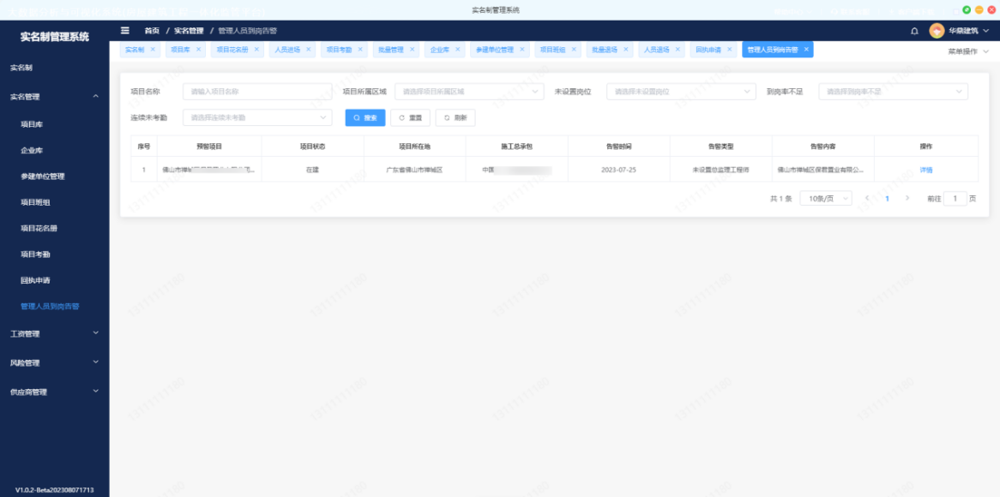 实名制管理系统
实名制管理系统
首页 / 实名管理 / 管理人员到岗告警
华鼎建筑
实名制 × 项目库 × 项目花名册 × 人员进场 × 项目考勤 × 批量管理 × 企业库 × 参建单位管理 × 项目班组 × 批量退场 × 人员退场 × 回执申请 × 管理人员到岗告警 ×
菜单操作
实名制
实名管理
项目库
企业库
参建单位管理
项目班组
项目花名册
项目考勤
回执申请
管理人员到岗告警
工资管理
风险管理
供应商管理
V1.0.2-Beta202308071713
项目名称 请输入项目名称 项目所属区域 请选择项目所属区域 未设置岗位 请选择未设置岗位 到岗率不足 请选择到岗率不足
连续未考勤 请选择连续未考勤 搜索 重置 刷新
序号 预警项目 项目状态 项目所在地 施工总承包 告警时间 告警类型 告警内容 操作
1 佛山市禅城 在建 广东省佛山市禅城区 中国 2023-07-25 未设置总监理工程师 佛山市禅城区保君置业有限公... 详情
共 1 条 10条/页 1 前往 1 页